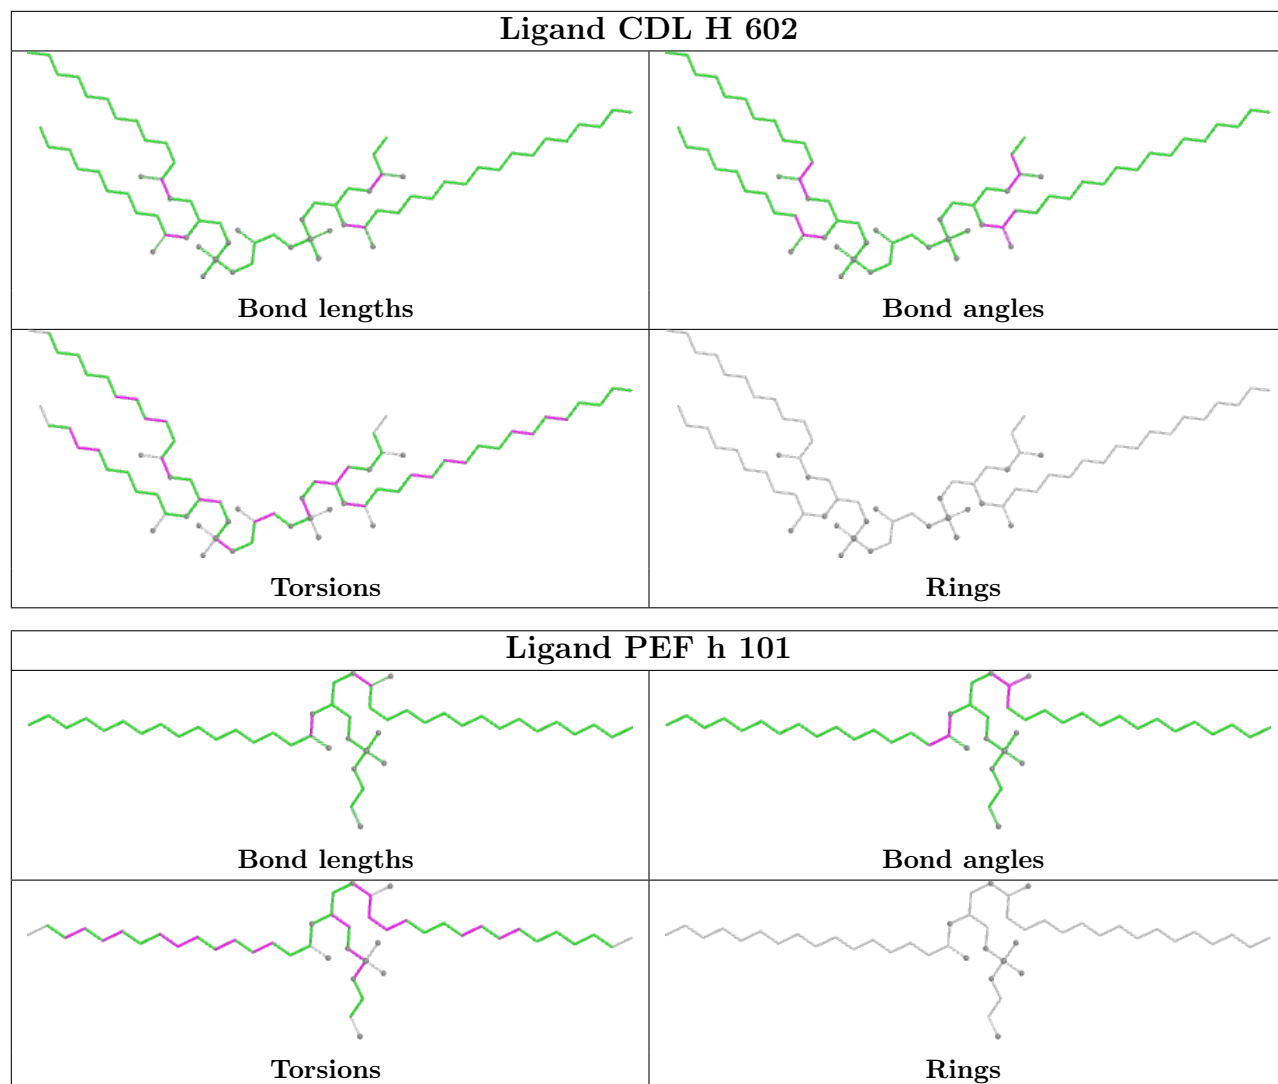 Ligand CDL H 602
Bond lengths
Bond angles
Torsions
Rings
Ligand PEF h 101
Bond lengths
Bond angles
Torsions
Rings